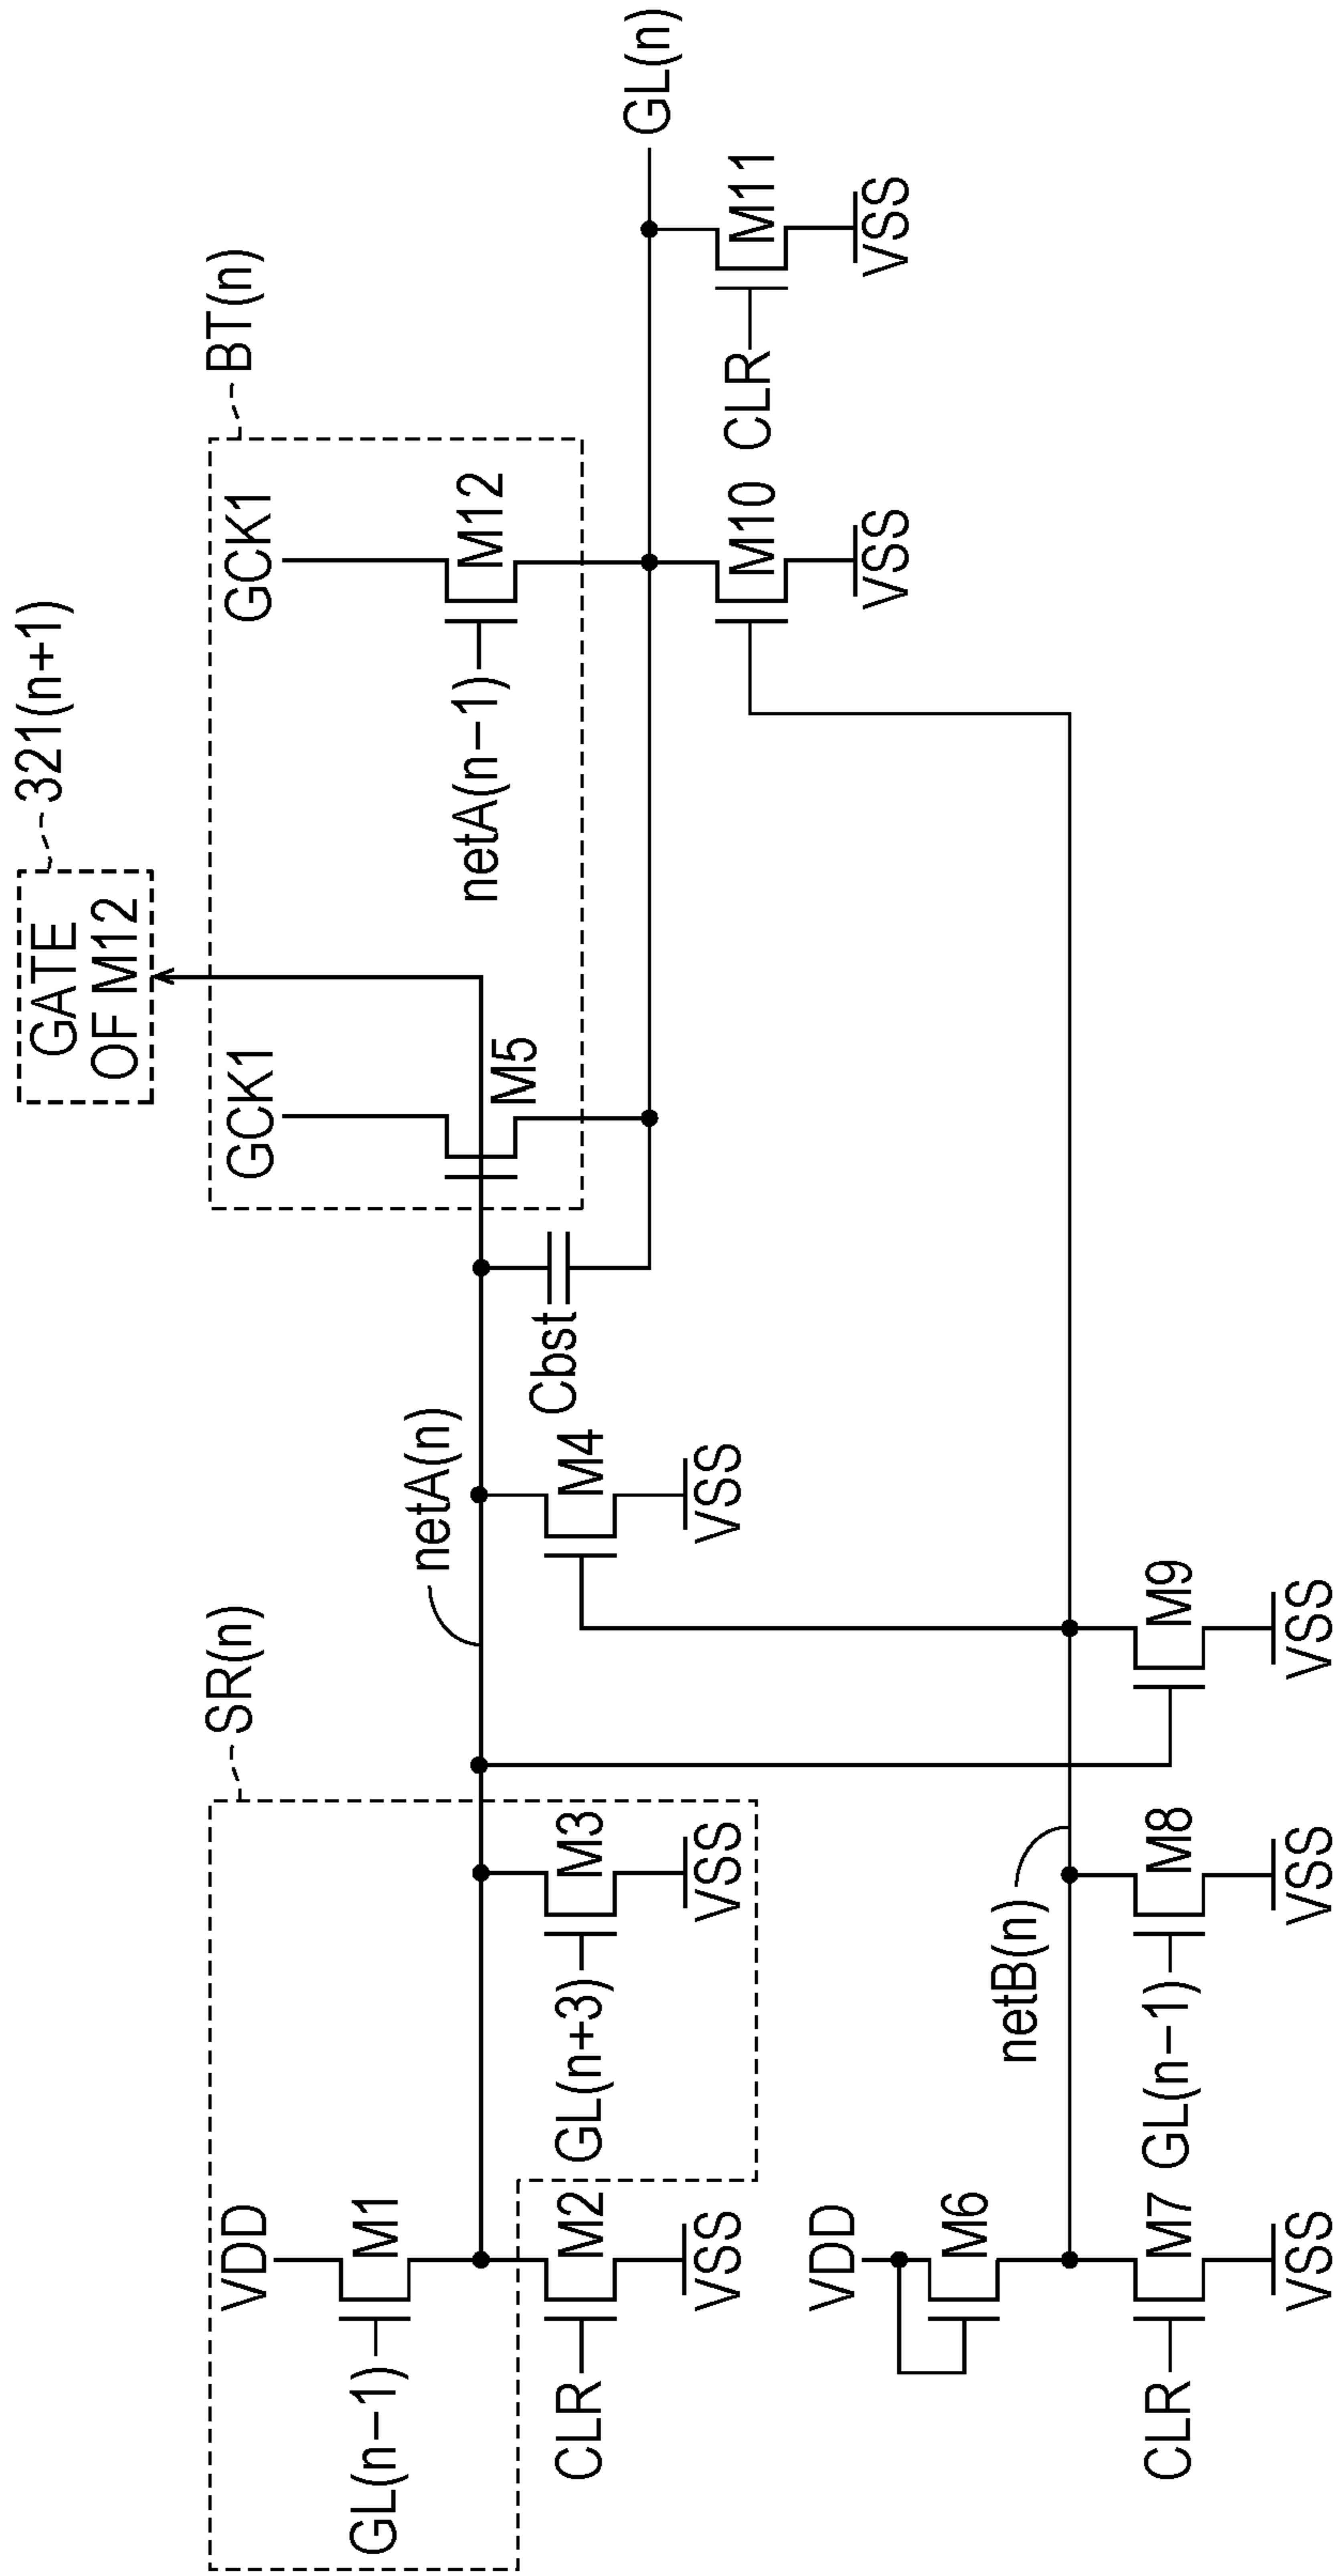 321(n+1)
GATE
OF M12
SR(n)
BT(n)
VDD
GCK1
GCK1
GL(n−1)
M1
netA(n)
M5
netA(n−1)
M12
CLR
M2
VSS
GL(n+3)
M3
VSS
M4
VSS
Cbst
GL(n)
M10
VSS
CLR
M11
VSS
VDD
M6
netB(n)
CLR
M7
VSS
GL(n−1)
M8
VSS
M9
VSS